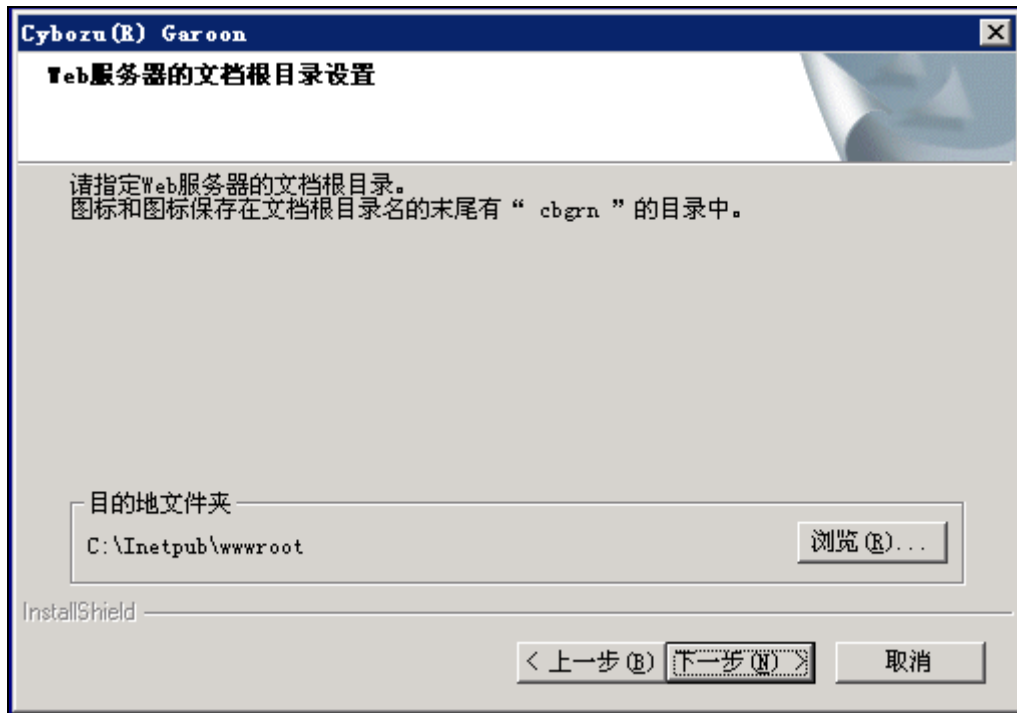 Cybozu(R) Garoon
Web服务器的文档根目录设置
请指定Web服务器的文档根目录。
图标和图标保存在文档根目录名的末尾有“ cbgrn ”的目录中。
目的地文件夹
C:\Inetpub\wwwroot
浏览(R)...
InstallShield
< 上一步(B)
下一步(N) >
取消